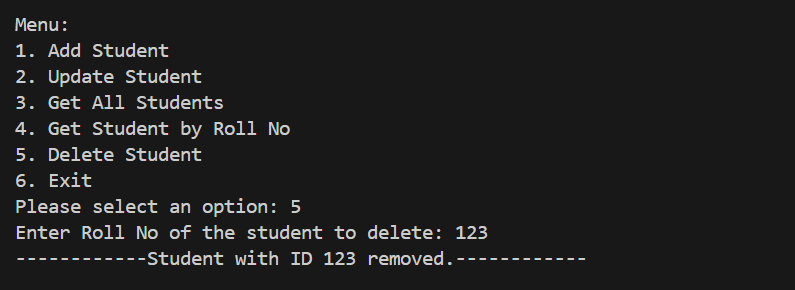 Menu:
1. Add Student
2. Update Student
3. Get All Students
4. Get Student by Roll No
5. Delete Student
6. Exit
Please select an option: 5
Enter Roll No of the student to delete: 123
------------Student with ID 123 removed.------------